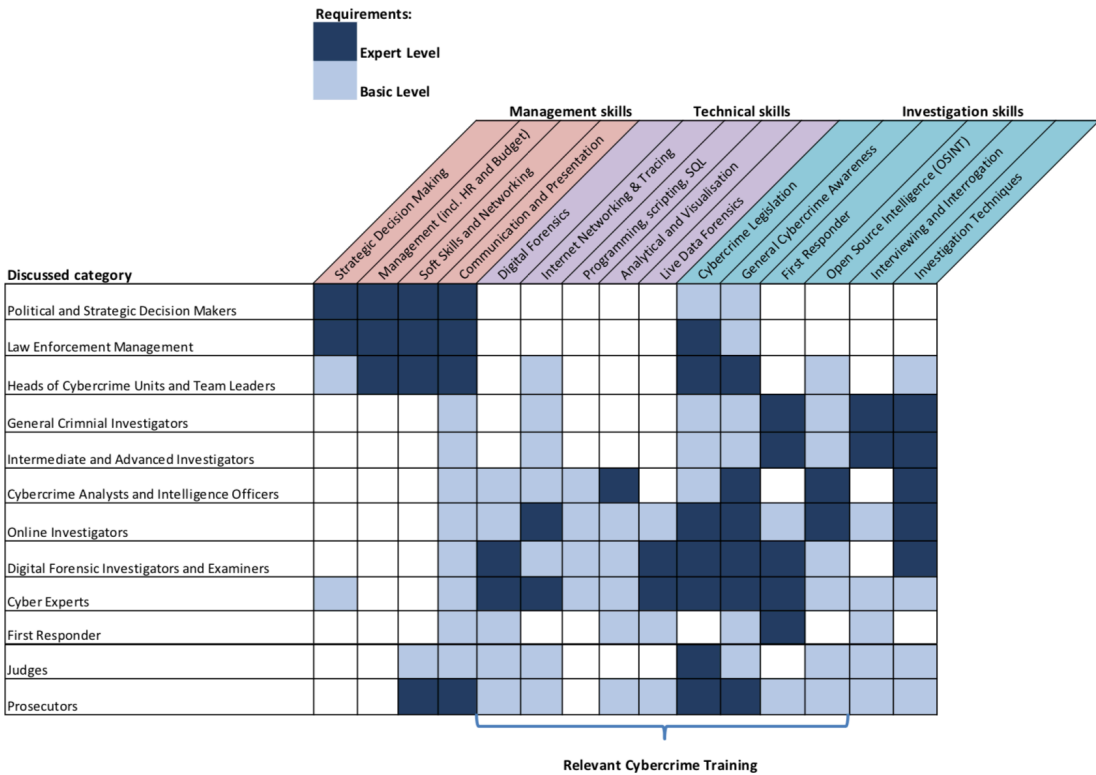 Requirements:
Expert Level
Basic Level
Management skills
Technical skills
Investigation skills
Strategic Decision Making
Management (incl. HR and Budget)
Soft Skills and Networking
Communication and Presentation
Digital Forensics
Internet Networking & Tracing
Programming, scripting, SQL
Analytical and Visualisation
Live Data Forensics
Cybercrime Legislation
General Cybercrime Awareness
First Responder
Open Source Intelligence (OSINT)
Interviewing and Interrogation
Investigation Techniques
Discussed category
Political and Strategic Decision Makers
Law Enforcement Management
Heads of Cybercrime Units and Team Leaders
General Crimnial Investigators
Intermediate and Advanced Investigators
Cybercrime Analysts and Intelligence Officers
Online Investigators
Digital Forensic Investigators and Examiners
Cyber Experts
First Responder
Judges
Prosecutors
Relevant Cybercrime Training